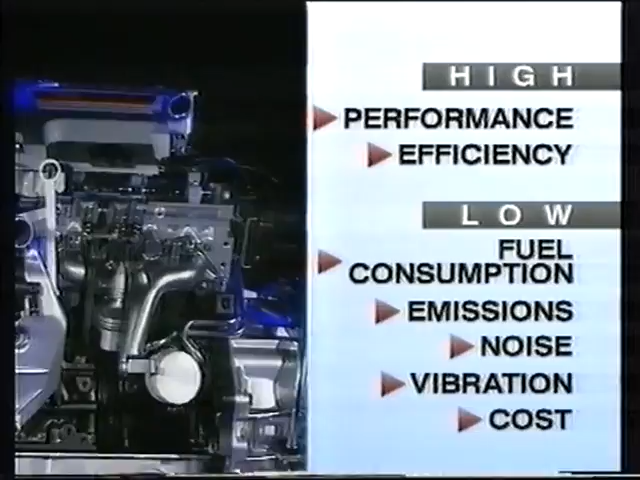 HIGH
PERFORMANCE
EFFICIENCY
LOW
FUEL
CONSUMPTION
EMISSIONS
NOISE
VIBRATION
COST